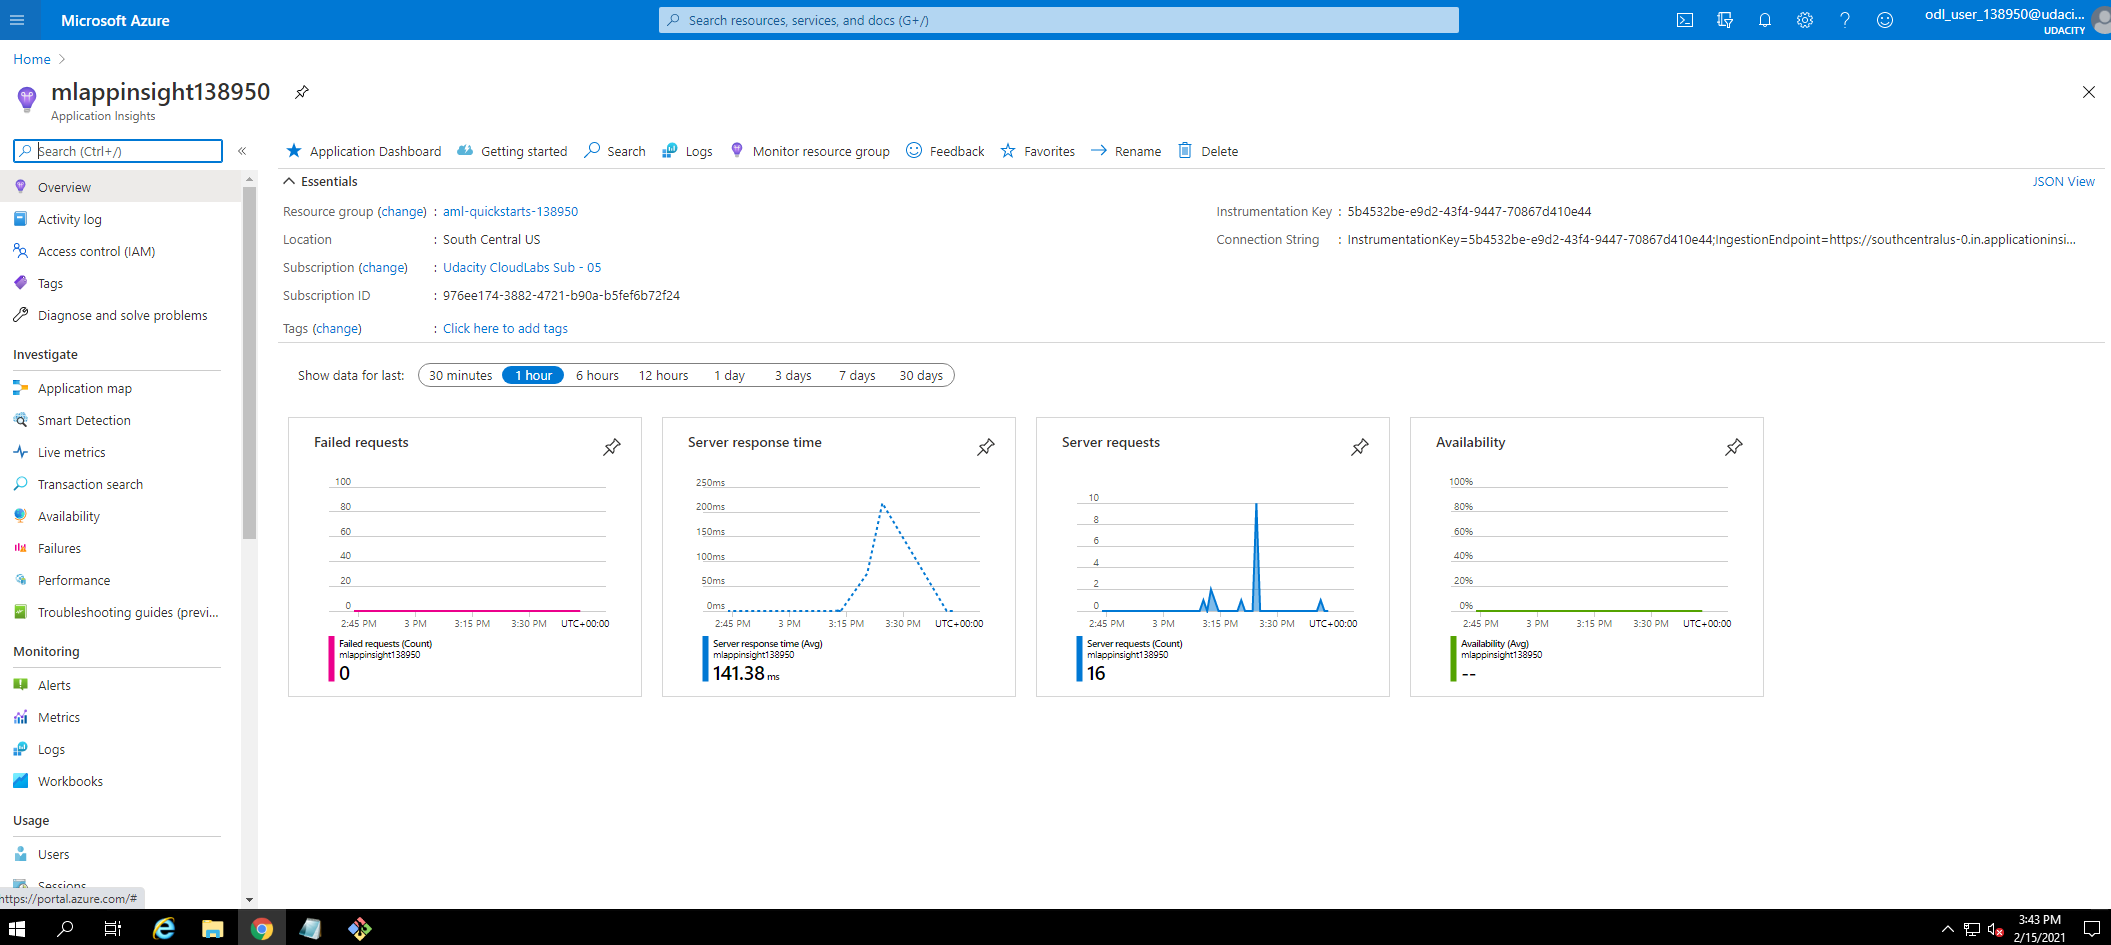 Microsoft Azure
Search resources, services, and docs (G+/)
odl_user_138950@udaci...
UDACITY
Home
mlappinsight138950
Application Insights
Search (Ctrl+/)
Overview
Activity log
Access control (IAM)
Tags
Diagnose and solve problems
Investigate
Application map
Smart Detection
Live metrics
Transaction search
Availability
Failures
Performance
Troubleshooting guides (previ...
Monitoring
Alerts
Metrics
Logs
Workbooks
Usage
Users
Sessions
https://portal.azure.com/#
Application Dashboard Getting started Search Logs Monitor resource group Feedback Favorites Rename Delete
Essentials
JSON View
Resource group (change) : aml-quickstarts-138950
Location : South Central US
Subscription (change) : Udacity CloudLabs Sub - 05
Subscription ID : 976ee174-3882-4721-b90a-b5fef6b72f24
Tags (change) : Click here to add tags
Instrumentation Key : 5b4532be-e9d2-43f4-9447-70867d410e44
Connection String : InstrumentationKey=5b4532be-e9d2-43f4-9447-70867d410e44;IngestionEndpoint=https://southcentralus-0.in.applicationinsi...
Show data for last: 30 minutes 1 hour 6 hours 12 hours 1 day 3 days 7 days 30 days
Failed requests
100
80
60
40
20
0
2:45 PM 3 PM 3:15 PM 3:30 PM UTC+00:00
Failed requests (Count)
mlappinsight138950
0
Server response time
250ms
200ms
150ms
100ms
50ms
0ms
2:45 PM 3 PM 3:15 PM 3:30 PM UTC+00:00
Server response time (Avg)
mlappinsight138950
141.38 ms
Server requests
10
8
6
4
2
0
2:45 PM 3 PM 3:15 PM 3:30 PM UTC+00:00
Server requests (Count)
mlappinsight138950
16
Availability
100%
80%
60%
40%
20%
0%
2:45 PM 3 PM 3:15 PM 3:30 PM UTC+00:00
Availability (Avg)
mlappinsight138950
--
3:43 PM
2/15/2021